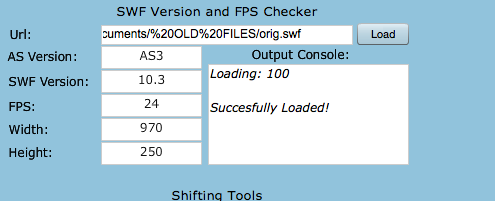 SWF Version and FPS Checker
Url: cuments/%20OLD%20FILES/orig.swf Load
AS Version: AS3 Output Console:
SWF Version: 10.3 Loading: 100
FPS: 24 Succesfully Loaded!
Width: 970
Height: 250
Shifting Tools